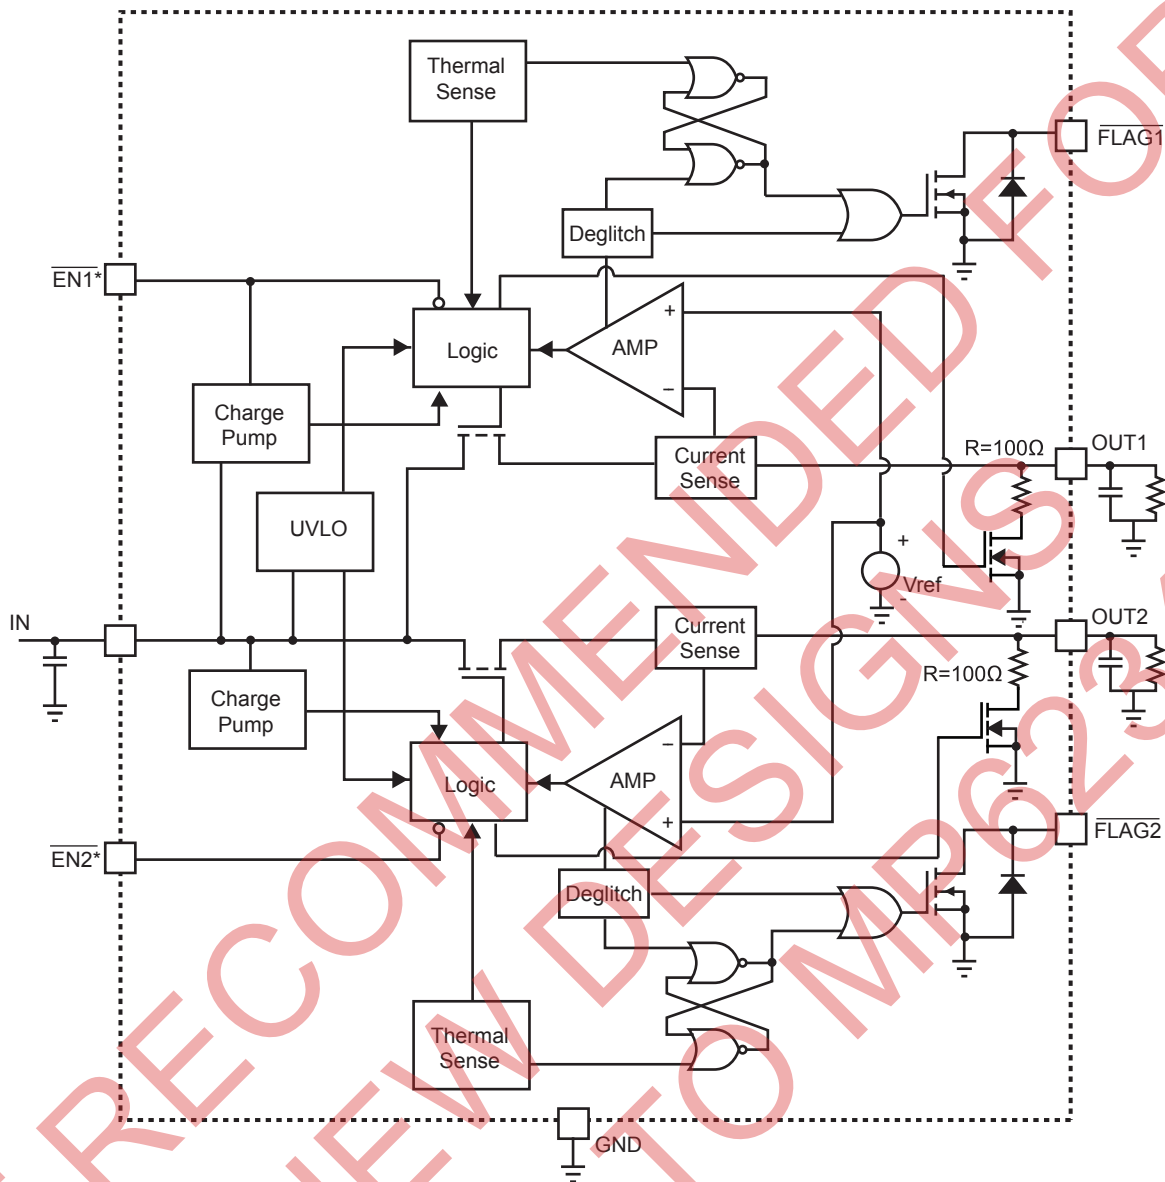 Thermal
Sense
FLAG1
Deglitch
EN1*
+
AMP
−
Logic
Charge
Pump
Current
Sense
R=100Ω
OUT1
UVLO
+
Vref
-
IN
Current
Sense
OUT2
R=100Ω
Charge
Pump
−
AMP
+
Logic
FLAG2
EN2*
Deglitch
Thermal
Sense
GND
RECOMMENDED FOR
NEW DESIGNS
TO MP623